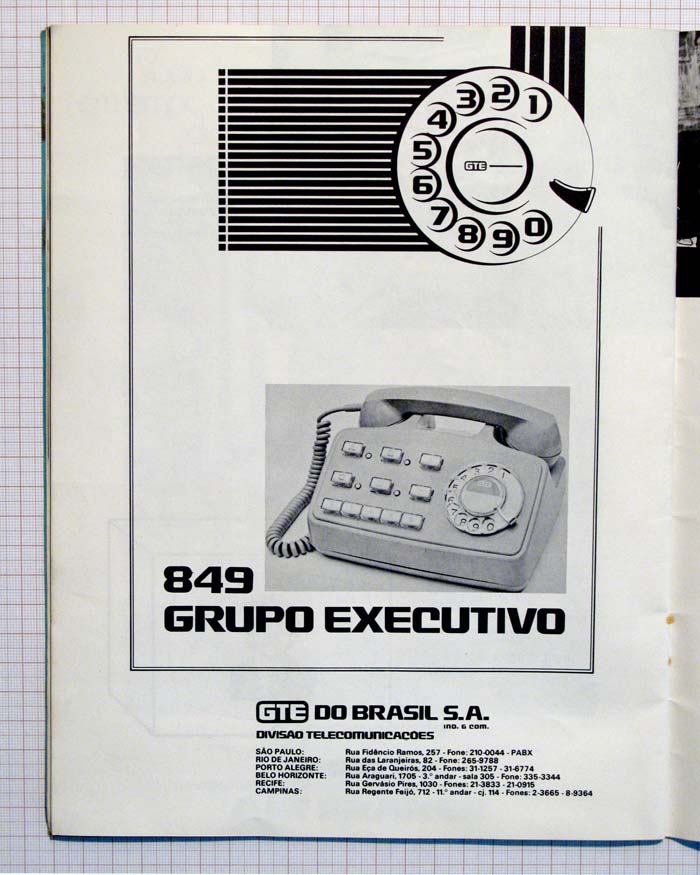 1
2
3
4
5
6
7
8
9
0
GTE
849
GRUPO EXECUTIVO
GTE DO BRASIL S.A.
IND. & COM.
DIVISÃO TELECOMUNICAÇÕES
SÃO PAULO: Rua Fidêncio Ramos, 257 - Fone: 210-0044 - PABX
RIO DE JANEIRO: Rua das Laranjeiras, 82 - Fone: 265-9788
PORTO ALEGRE: Rua Eça de Queirós, 204 - Fones: 31-1257 - 31-6774
BELO HORIZONTE: Rua Araguari, 1705 - 3.º andar - sala 305 - Fone: 335-3344
RECIFE: Rua Gervásio Pires, 1030 - Fones: 21-3833 - 21-0915
CAMPINAS: Rua Regente Feijó, 712 - 11.º andar - cj. 114 - Fones: 2-3665 - 8-9364